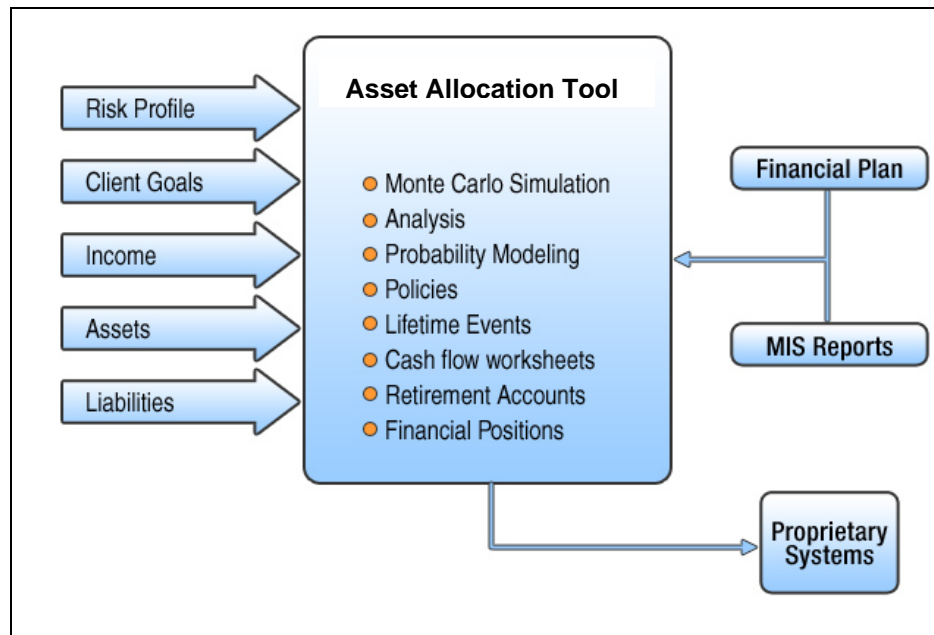 Asset Allocation Tool
Risk Profile
Client Goals
Income
Assets
Liabilities
Monte Carlo Simulation
Analysis
Probability Modeling
Policies
Lifetime Events
Cash flow worksheets
Retirement Accounts
Financial Positions
Financial Plan
MIS Reports
Proprietary
Systems